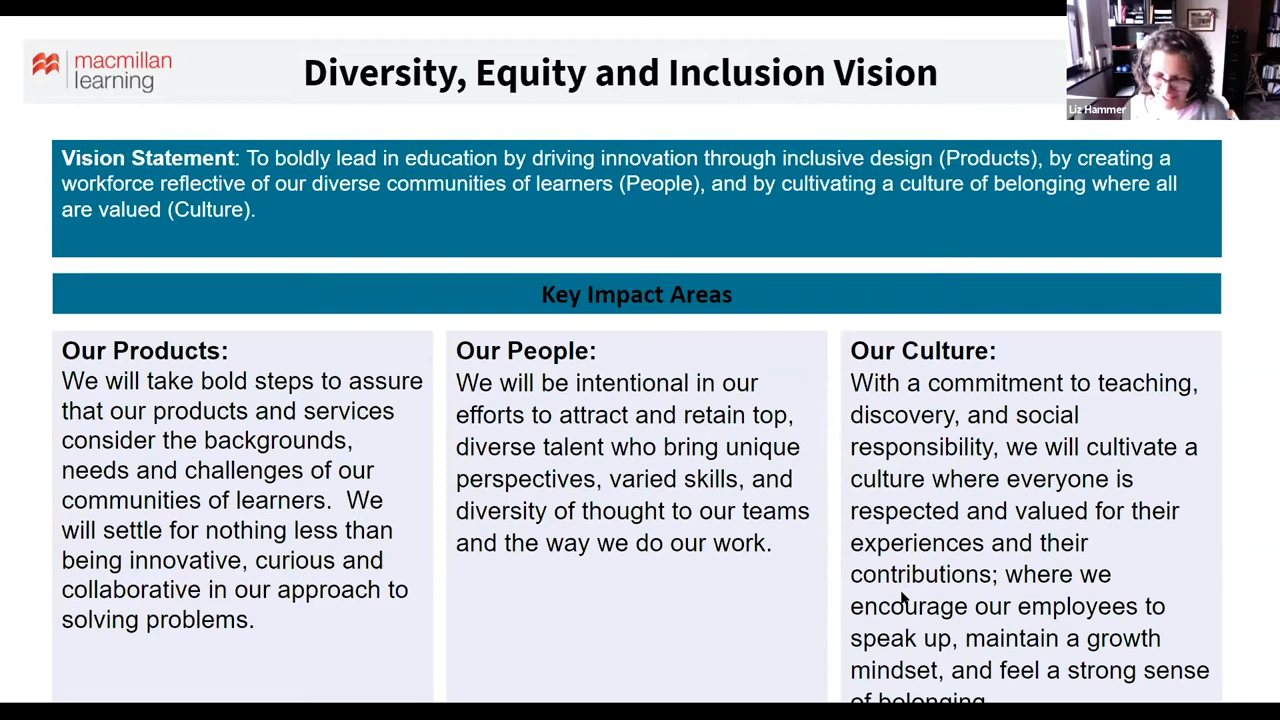 macmillan
learning
Diversity, Equity and Inclusion Vision
Liz Hammer
Vision Statement: To boldly lead in education by driving innovation through inclusive design (Products), by creating a
workforce reflective of our diverse communities of learners (People), and by cultivating a culture of belonging where all
are valued (Culture).
Key Impact Areas
Our Products:
We will take bold steps to assure
that our products and services
consider the backgrounds,
needs and challenges of our
communities of learners. We
will settle for nothing less than
being innovative, curious and
collaborative in our approach to
solving problems.
Our People:
We will be intentional in our
efforts to attract and retain top,
diverse talent who bring unique
perspectives, varied skills, and
diversity of thought to our teams
and the way we do our work.
Our Culture:
With a commitment to teaching,
discovery, and social
responsibility, we will cultivate a
culture where everyone is
respected and valued for their
experiences and their
contributions; where we
encourage our employees to
speak up, maintain a growth
mindset, and feel a strong sense
of belonging